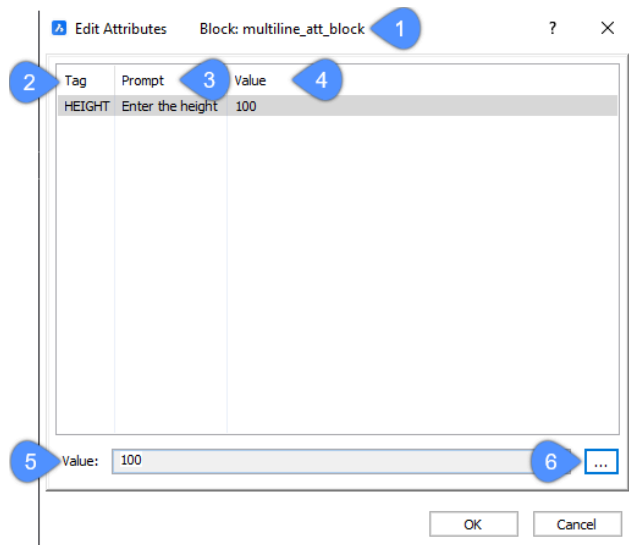 Edit Attributes Block: multiline_att_block 1 ?
2 Tag Prompt 3 Value 4
HEIGHT Enter the height 100
5 Value: 100 6 ...
OK Cancel